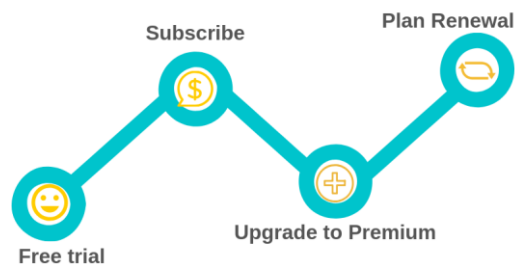 Free trial
Subscribe
$
Upgrade to Premium
Plan Renewal